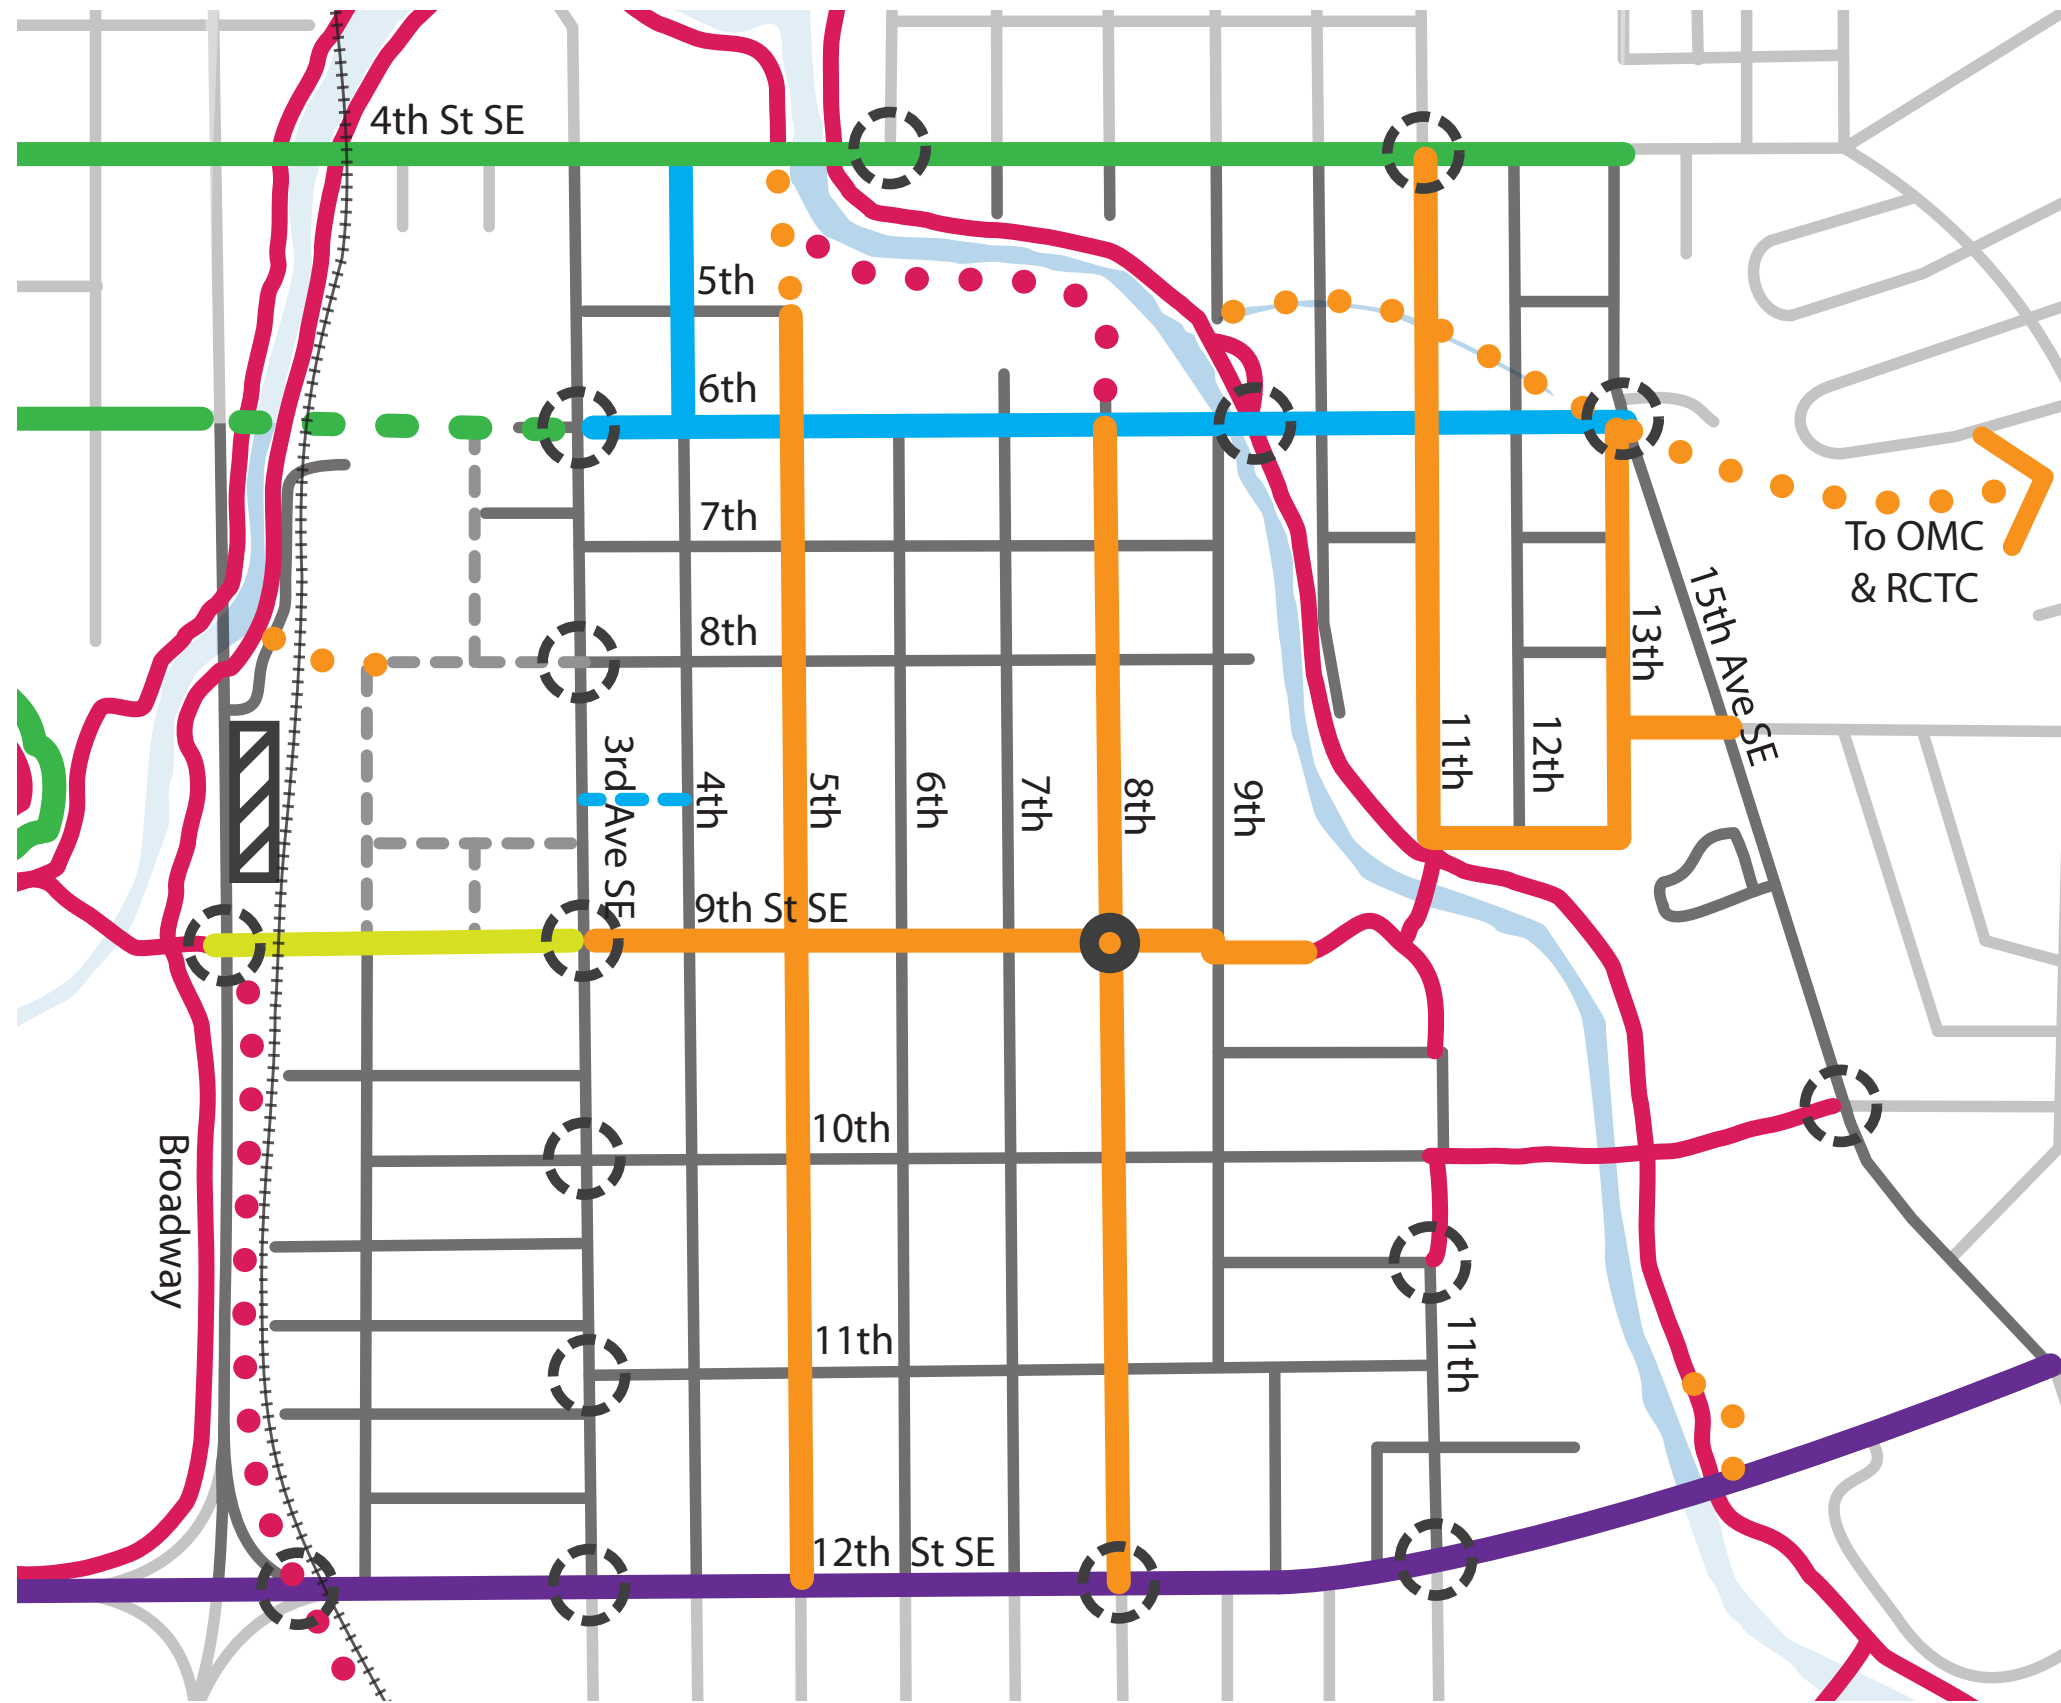 4th St SE
5th
6th
7th
To OMC
& RCTC
8th
13th
15th Ave SE
3rd Ave SE
4th
5th
6th
7th
8th
9th
11th
12th
9th St SE
10th
Broadway
11th
11th
12th St SE